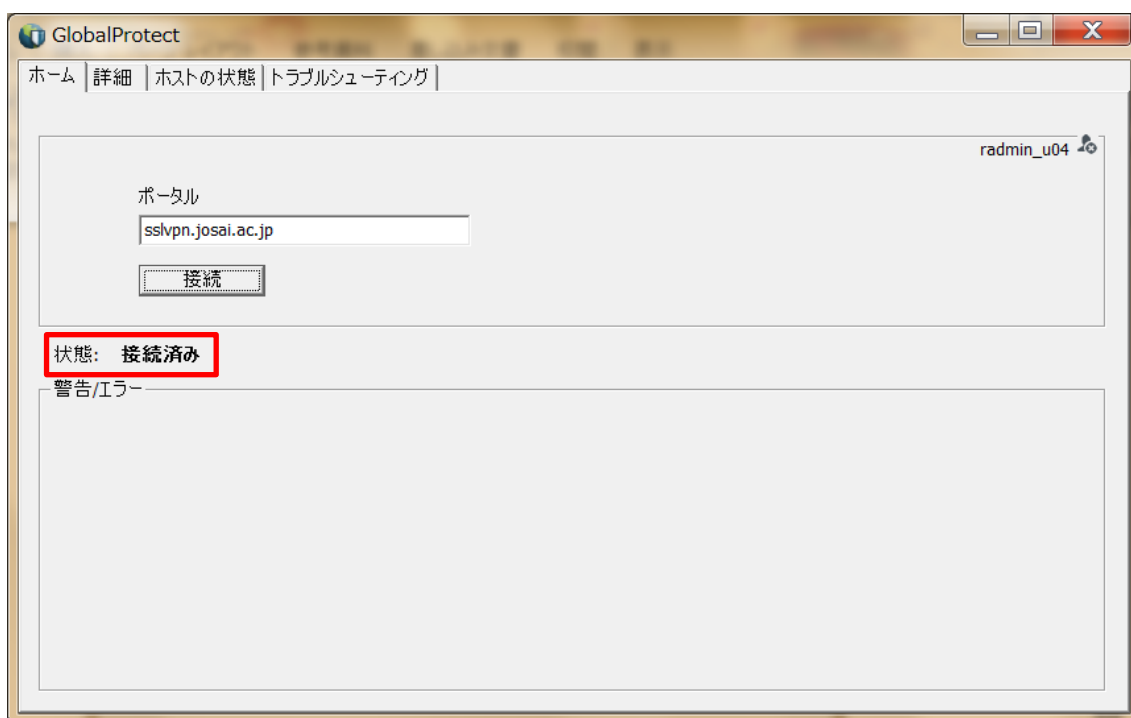 GlobalProtect
ホーム 詳細 ホストの状態 トラブルシューティング
radmin_u04
ポータル
sslvpn.josai.ac.jp
接続
状態: 接続済み
警告/エラー